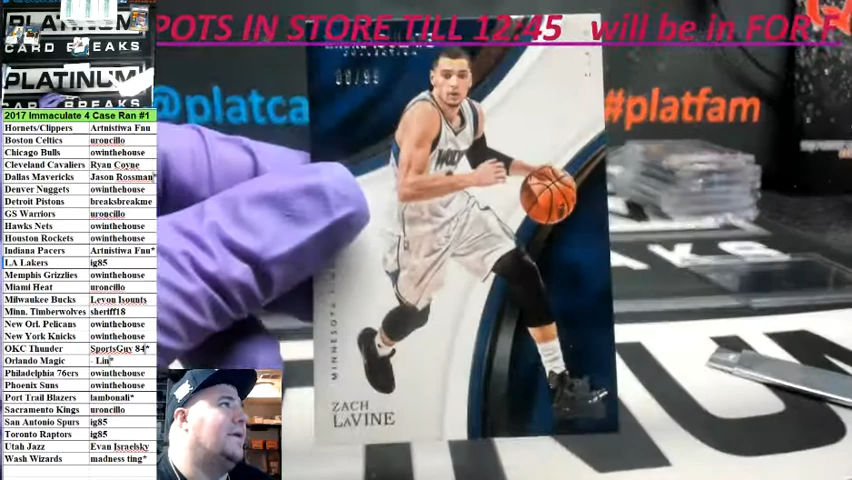 POTS IN STORE TILL 12:45 will be in FOR F
PLATINUM
CARD BREAKS
PLATINUM
CARD BREAKS
@platca
#platfam
2017 Immaculate 4 Case Ran #1
Hornets/Clippers Artnistiwa Fnu
Boston Celtics uroncillo
Chicago Bulls owinthehouse
Cleveland Cavaliers Ryan Coyne
Dallas Mavericks Jason Rossman*
Denver Nuggets owinthehouse
Detroit Pistons breaksbreakme
GS Warriors uroncillo
Hawks Nets owinthehouse
Houston Rockets owinthehouse
Indiana Pacers Artnistiwa Fnu*
LA Lakers ig85
Memphis Grizzlies owinthehouse
Miami Heat uroncillo
Milwaukee Bucks Levon Isounts
Minn. Timberwolves sheriff18
New Orl. Pelicans owinthehouse
New York Knicks owinthehouse
OKC Thunder SportsGuy 84*
Orlando Magic - Lin*
Philadelphia 76ers owinthehouse
Phoenix Suns owinthehouse
Port Trail Blazers lambonali*
Sacramento Kings uroncillo
San Antonio Spurs ig85
Toronto Raptors ig85
Utah Jazz Evan Israelsky
Wash Wizards madness ting*
ZACH
LaVINE